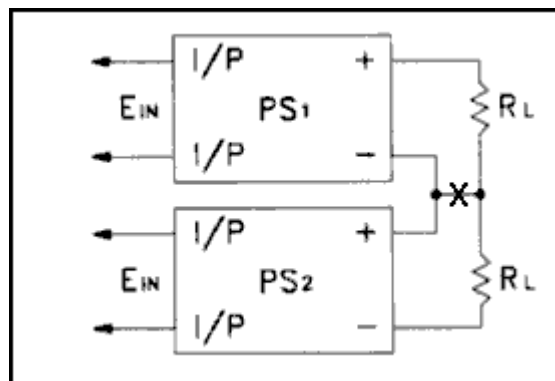 I/P +
EIN PS1 RL
I/P −
X
I/P +
EIN PS2 RL
I/P −